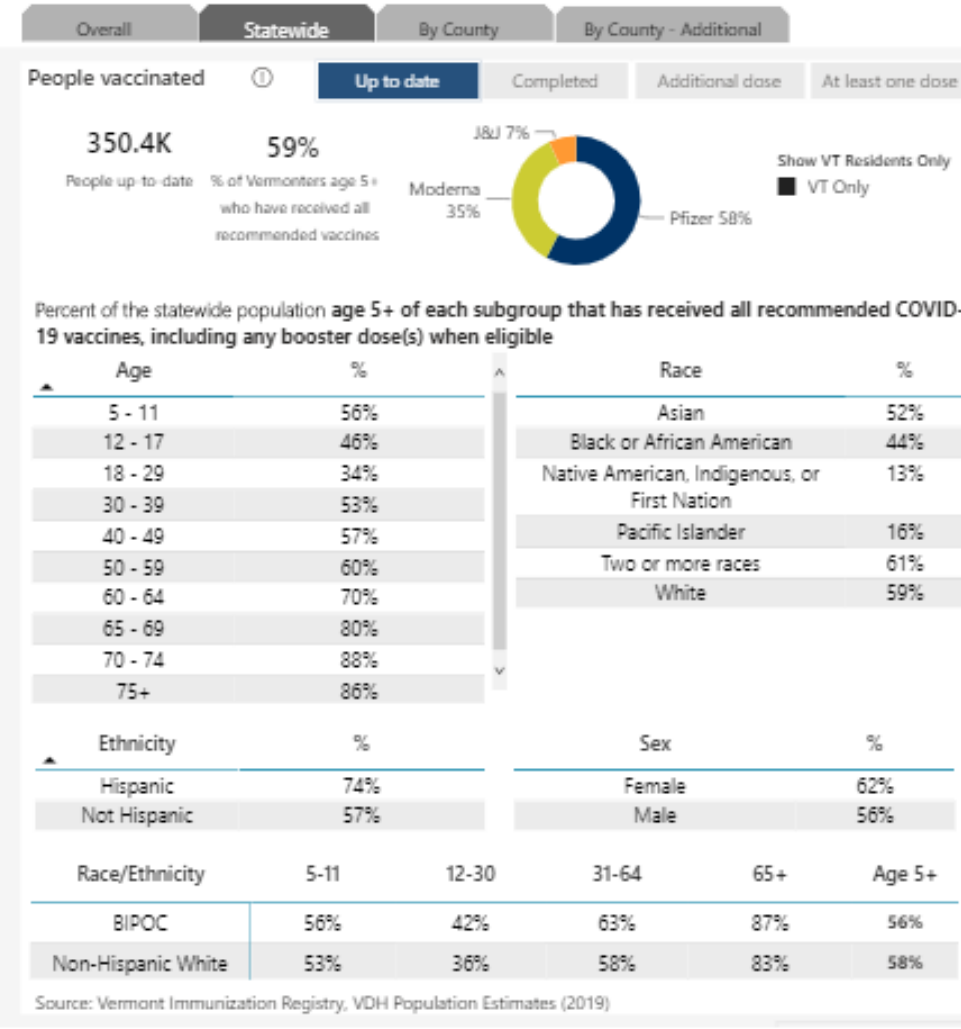 Overall Statewide By County By County - Additional
People vaccinated Up to date Completed Additional dose At least one dose
350.4K
People up-to-date
59%
% of Vermonters age 5+
who have received all
recommended vaccines
J&J 7%
Moderna
35%
Pfizer 58%
Show VT Residents Only
VT Only
Percent of the statewide population age 5+ of each subgroup that has received all recommended COVID-
19 vaccines, including any booster dose(s) when eligible
Age %
5 - 11 56%
12 - 17 46%
18 - 29 34%
30 - 39 53%
40 - 49 57%
50 - 59 60%
60 - 64 70%
65 - 69 80%
70 - 74 88%
75+ 86%
Race %
Asian 52%
Black or African American 44%
Native American, Indigenous, or 13%
First Nation
Pacific Islander 16%
Two or more races 61%
White 59%
Ethnicity %
Hispanic 74%
Not Hispanic 57%
Sex %
Female 62%
Male 56%
Race/Ethnicity 5-11 12-30 31-64 65+ Age 5+
BIPOC 56% 42% 63% 87% 56%
Non-Hispanic White 53% 36% 58% 83% 58%
Source: Vermont Immunization Registry, VDH Population Estimates (2019)